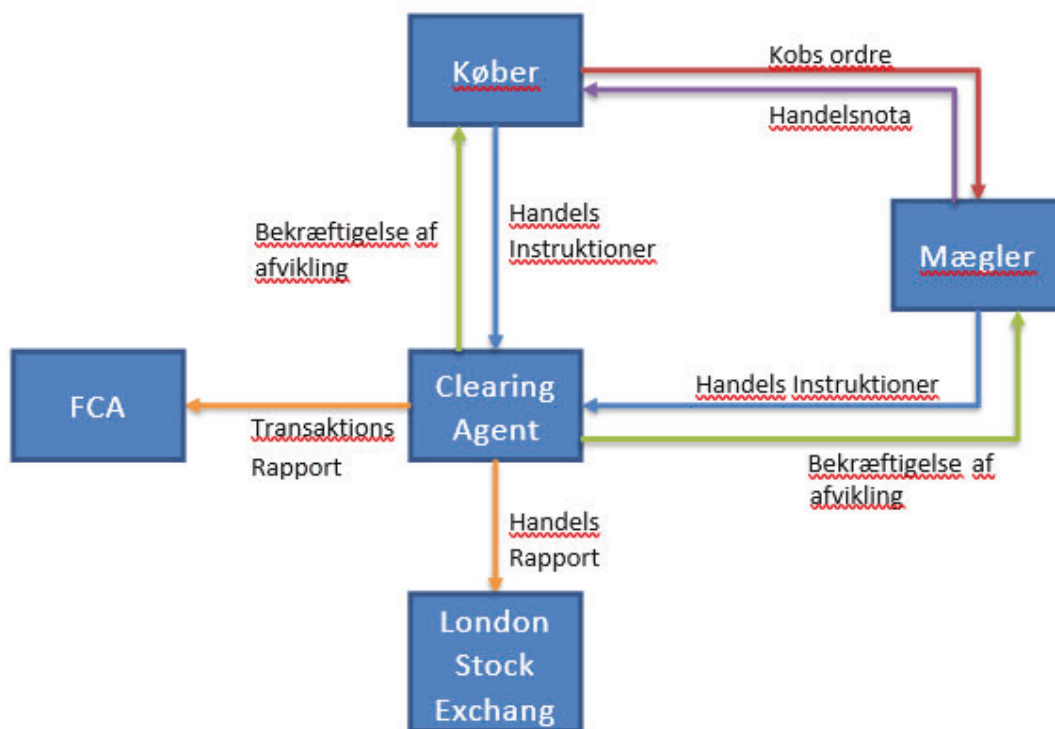 Køber
Kobs ordre
Handelsnota
Mægler
Bekræftigelse af
afvikling
Handels
Instruktioner
FCA
Clearing
Agent
Handels Instruktioner
Transaktions
Rapport
Bekræftigelse af
afvikling
Handels
Rapport
London
Stock
Exchang